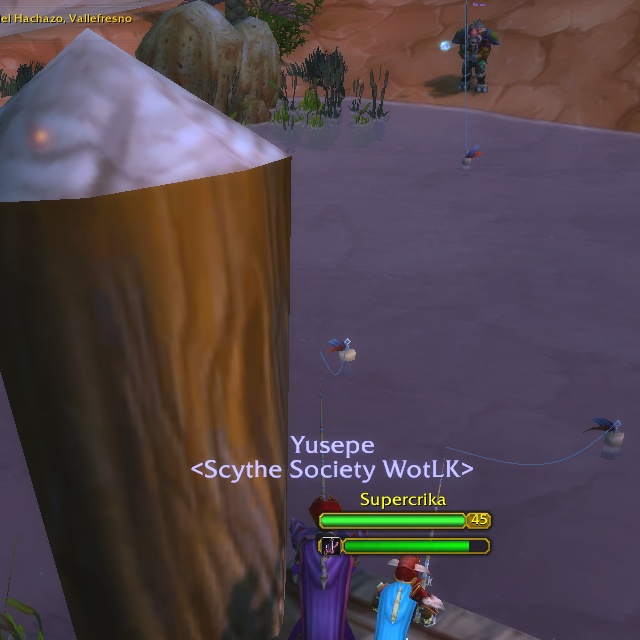 el Hachazo, Vallefresno
Yusepe
<Scythe Society WotLK>
Supercrika
45